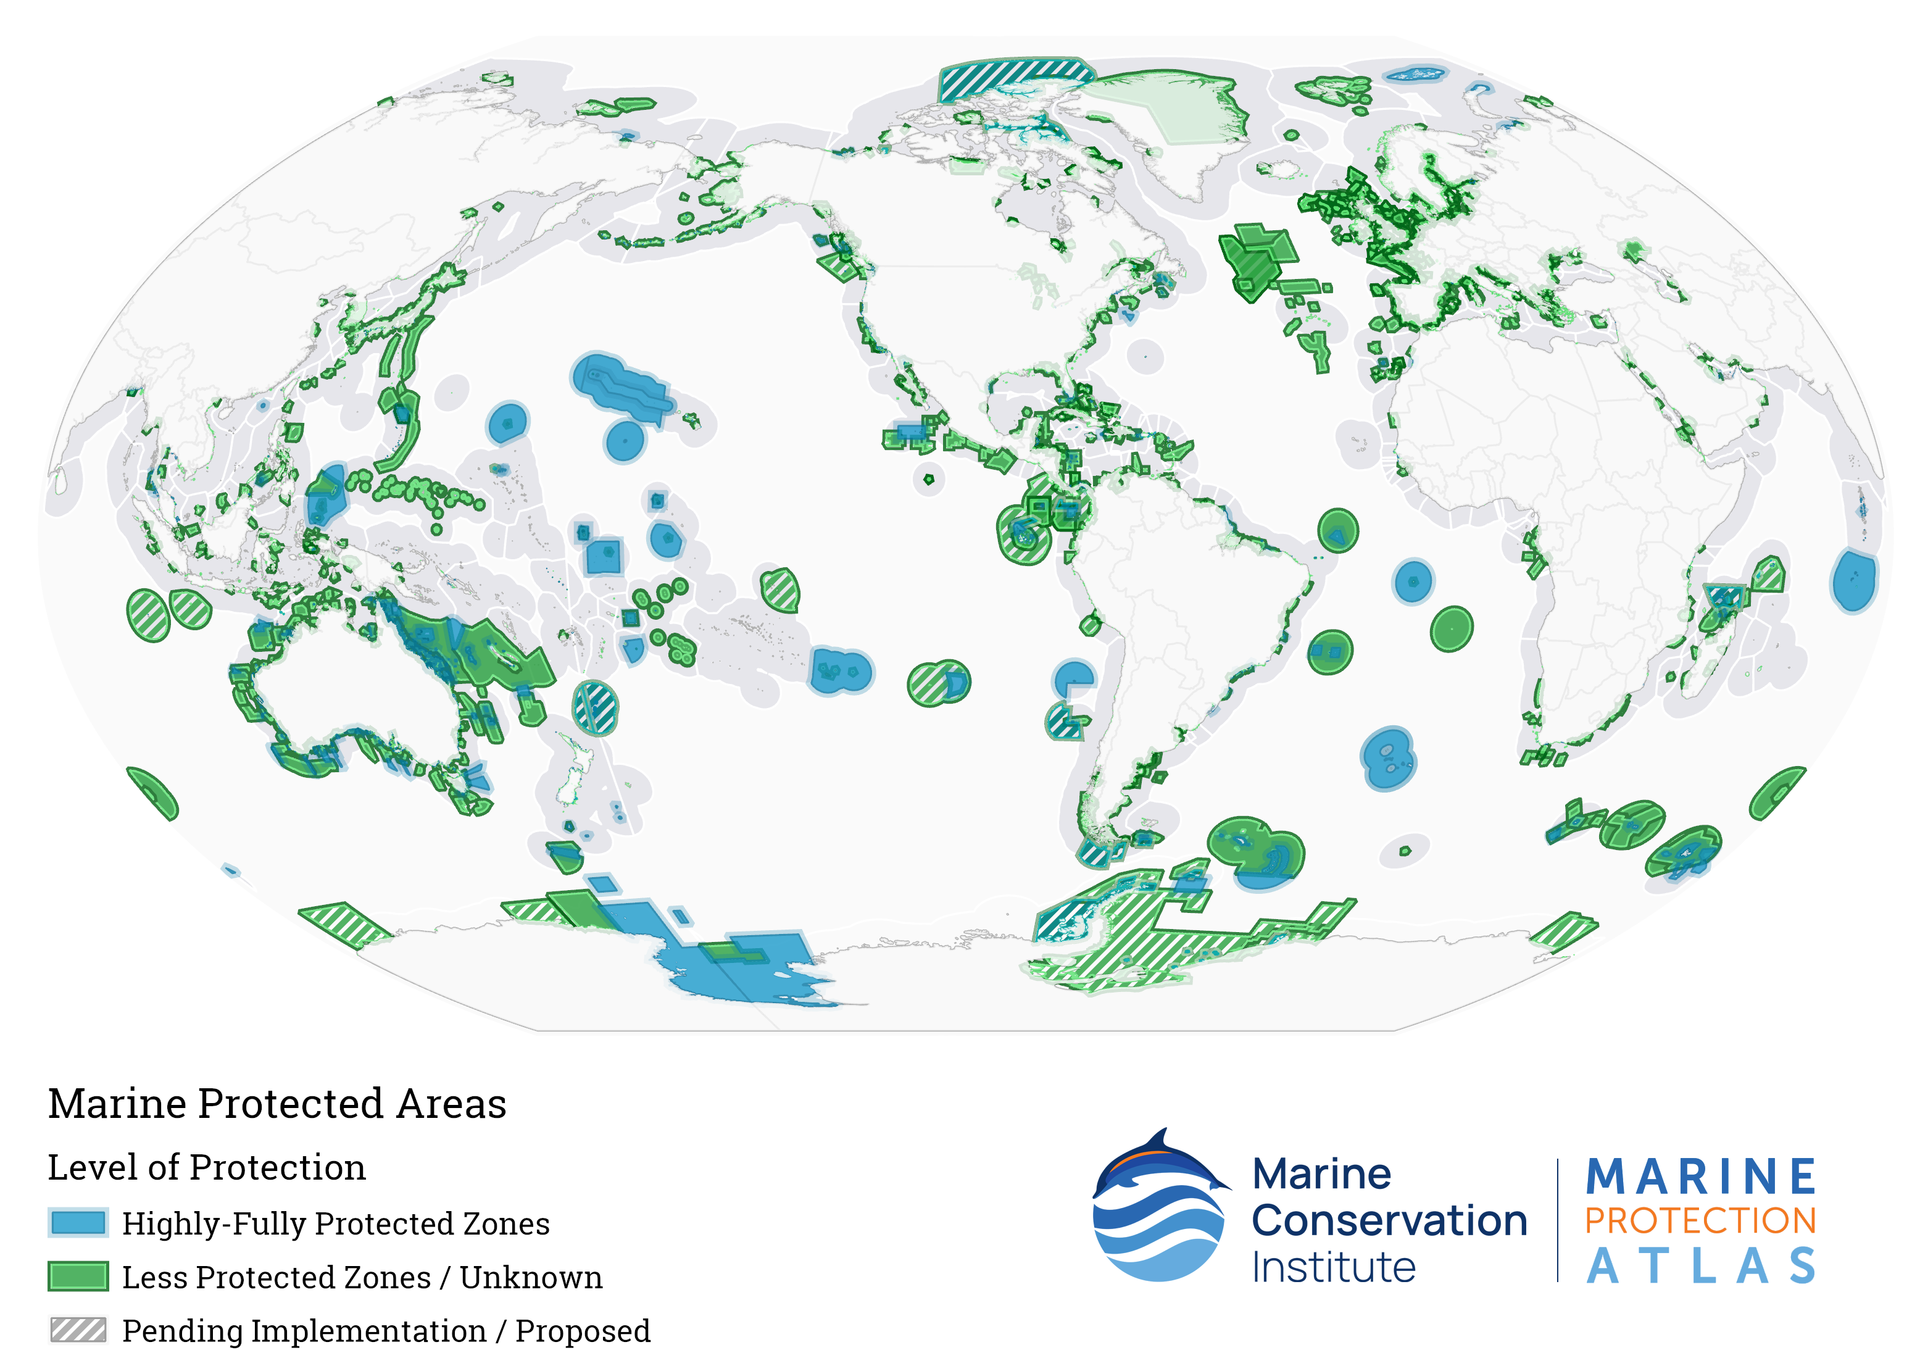 Marine Protected Areas
Level of Protection
Highly-Fully Protected Zones
Less Protected Zones / Unknown
Pending Implementation / Proposed
Marine
Conservation
Institute
MARINE
PROTECTION
ATLAS